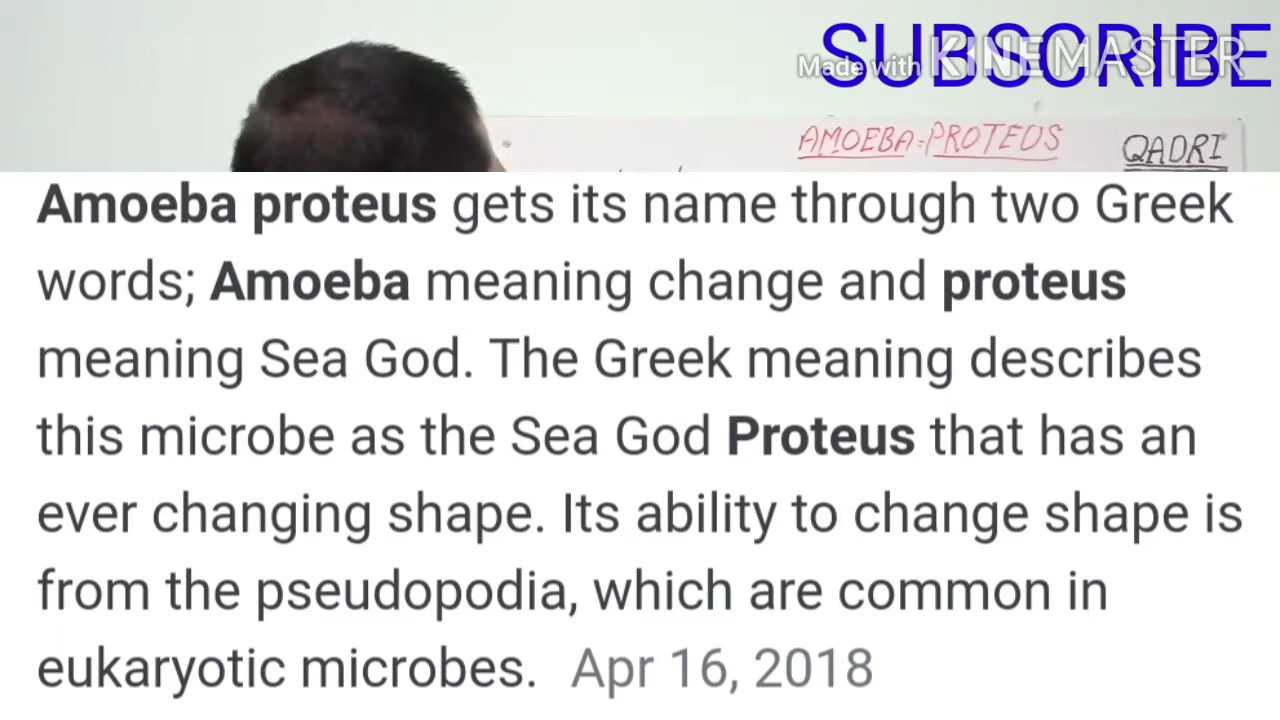 SUBSCRIBE
Made with KINEMASTER
AMOEBA-PROTEUS
QADRI
Amoeba proteus gets its name through two Greek
words; Amoeba meaning change and proteus
meaning Sea God. The Greek meaning describes
this microbe as the Sea God Proteus that has an
ever changing shape. Its ability to change shape is
from the pseudopodia, which are common in
eukaryotic microbes. Apr 16, 2018